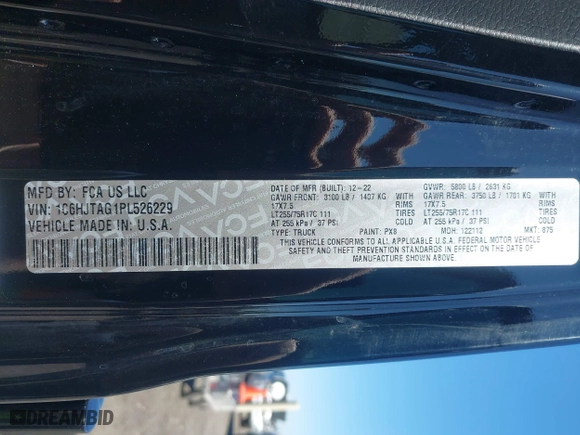 MFD BY: FCA US LLC
VIN: 1C6HJTAG1PL526229
VEHICLE MADE IN: U.S.A.
DATE OF MFR (BUILT): 12-22
GVWR: 5800 LB / 2631 KG
GAWR FRONT: 3100 LB / 1407 KG WITH
GAWR REAR: 3750 LB / 1701 KG WITH
17X7.5 RIMS
17X7.5 RIMS
LT255/75R17C 111
LT255/75R17C 111
AT 255 kPa / 37 PSI COLD
AT 255 kPa / 37 PSI COLD
THIS VEHICLE CONFORMS TO ALL APPLICABLE U.S.A. FEDERAL MOTOR VEHICLE
SAFETY AND THEFT PREVENTION STANDARDS IN EFFECT ON THE DATE OF
MANUFACTURE SHOWN ABOVE.
TYPE: TRUCK PAINT: PX8 MDH: 122112 MKT: 875
DREAMBID